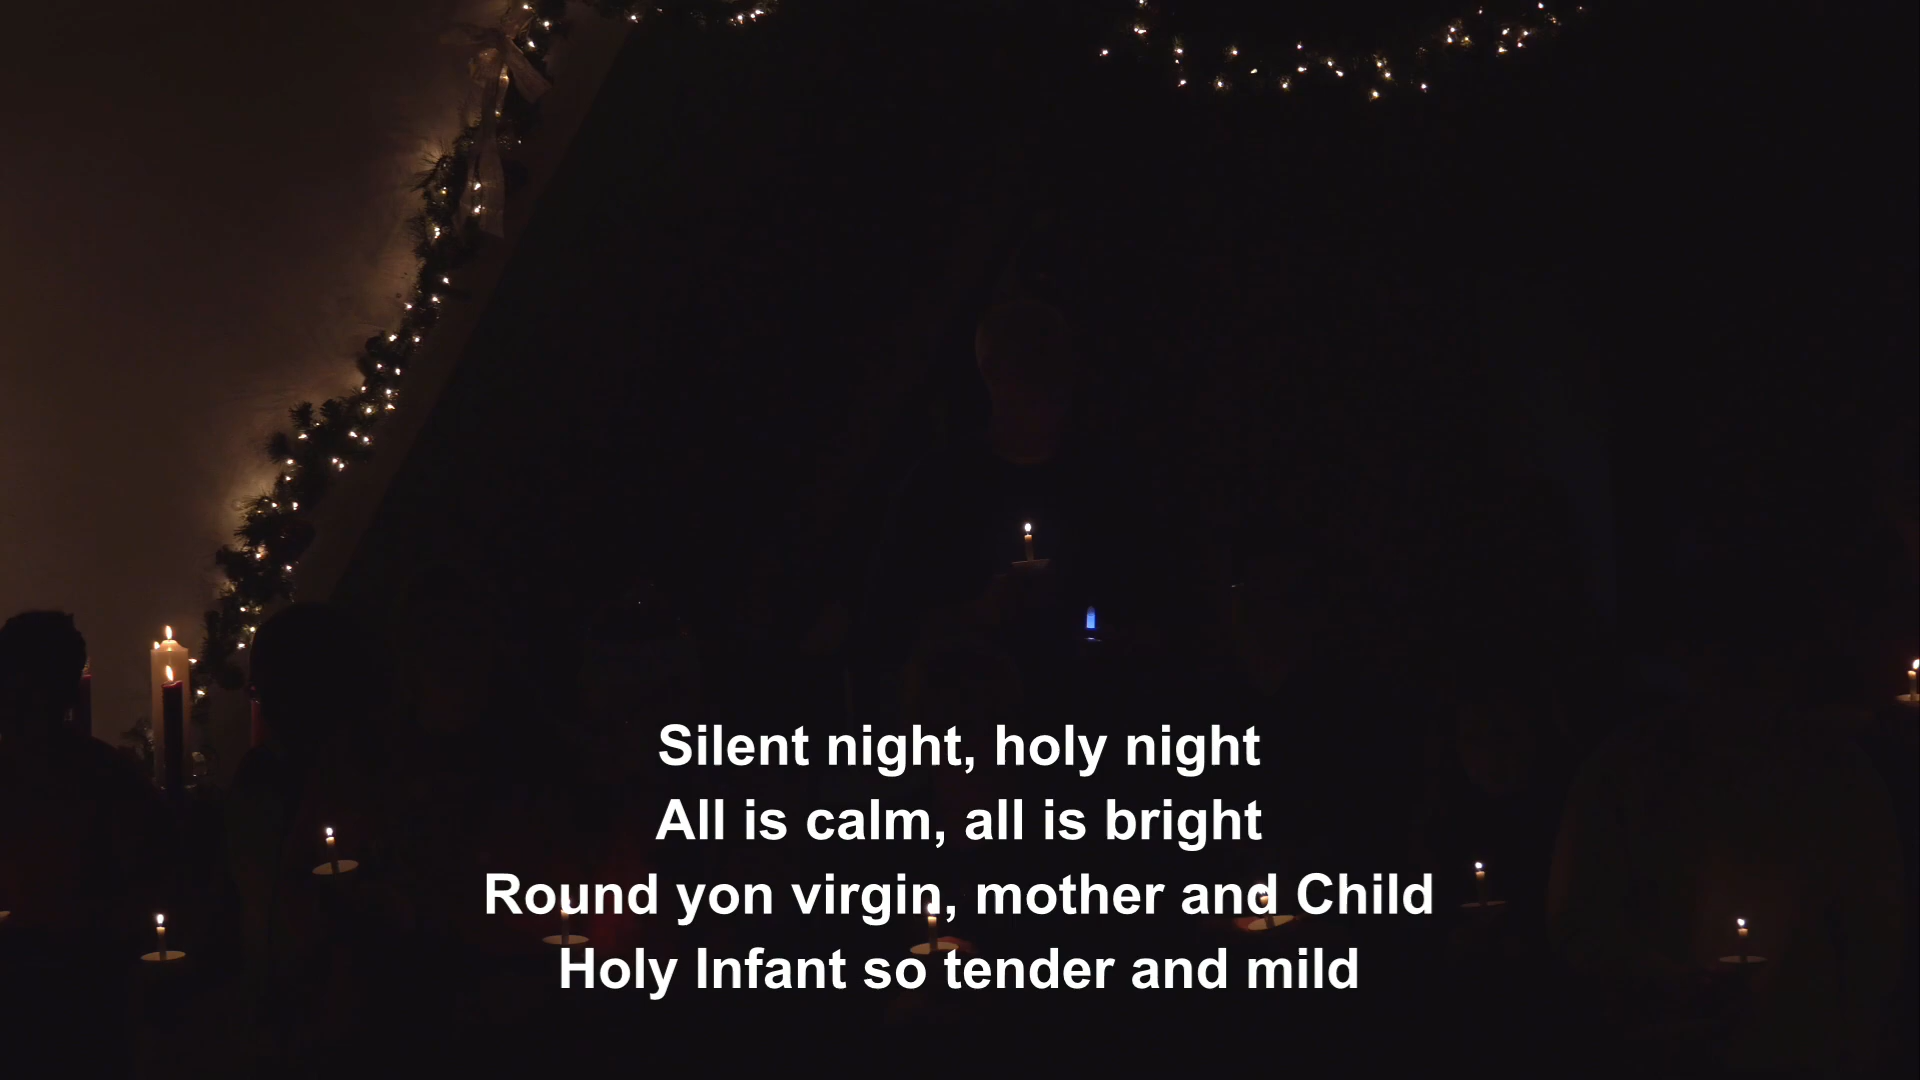 Silent night, holy night
All is calm, all is bright
Round yon virgin, mother and Child
Holy Infant so tender and mild